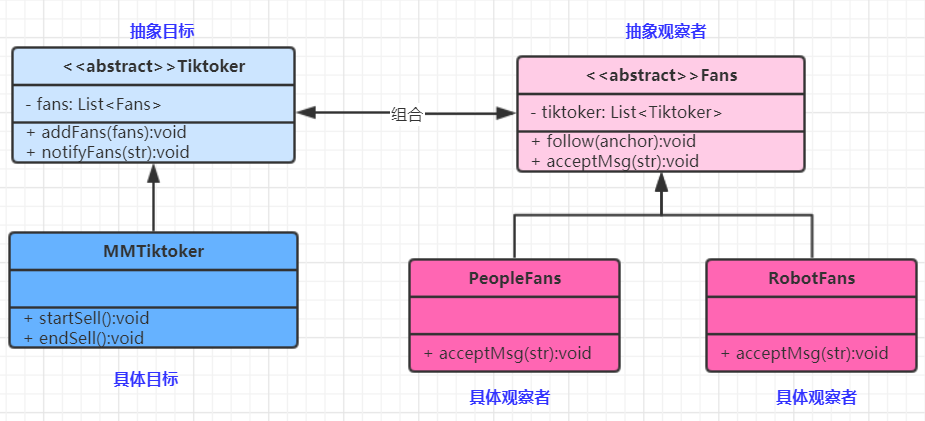 抽象目标
<<abstract>>Tiktoker
- fans: List<Fans>
+ addFans(fans):void
+ notifyFans(str):void
组合
抽象观察者
<<abstract>>Fans
- tiktoker: List<Tiktoker>
+ follow(anchor):void
+ acceptMsg(str):void
MMTiktoker
+ startSell():void
+ endSell():void
具体目标
PeopleFans
+ acceptMsg(str):void
具体观察者
RobotFans
+ acceptMsg(str):void
具体观察者